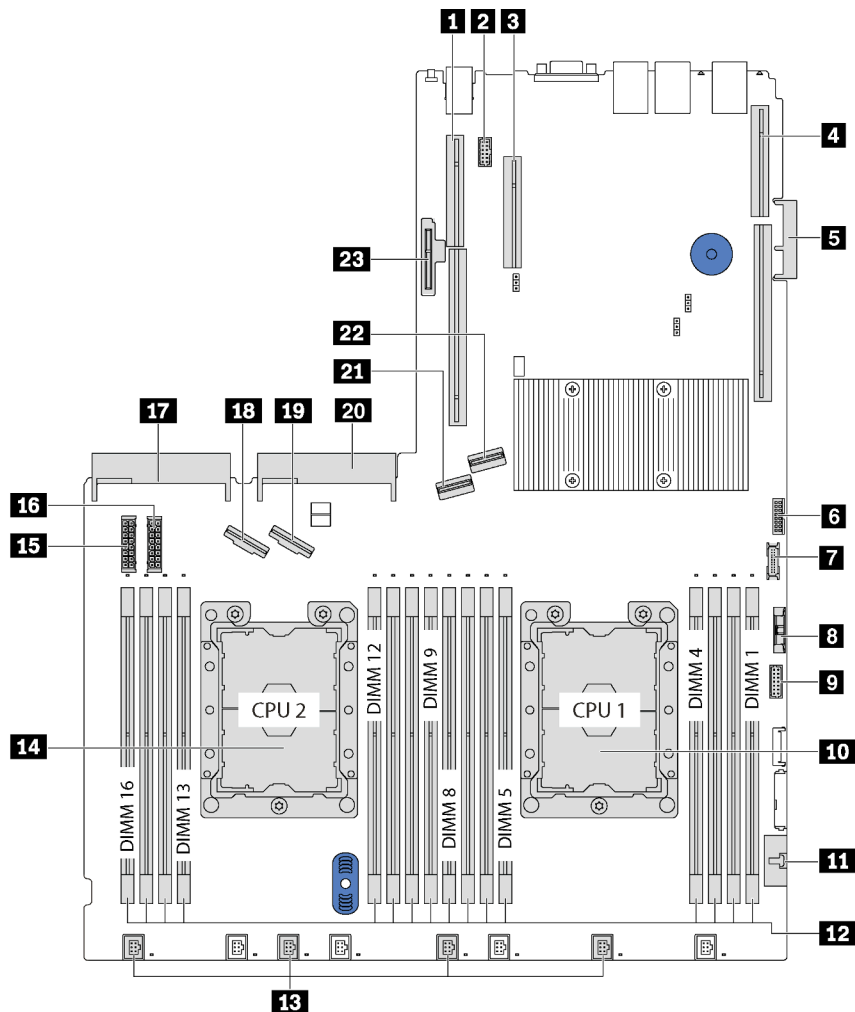 1 2 3
4
5
23
22
21
17 18 19 20
16
15
6
7
8
9
DIMM 12
DIMM 9
DIMM 4
DIMM 1
CPU 2
CPU 1
14
10
DIMM 16
DIMM 13
DIMM 8
DIMM 5
11
12
13